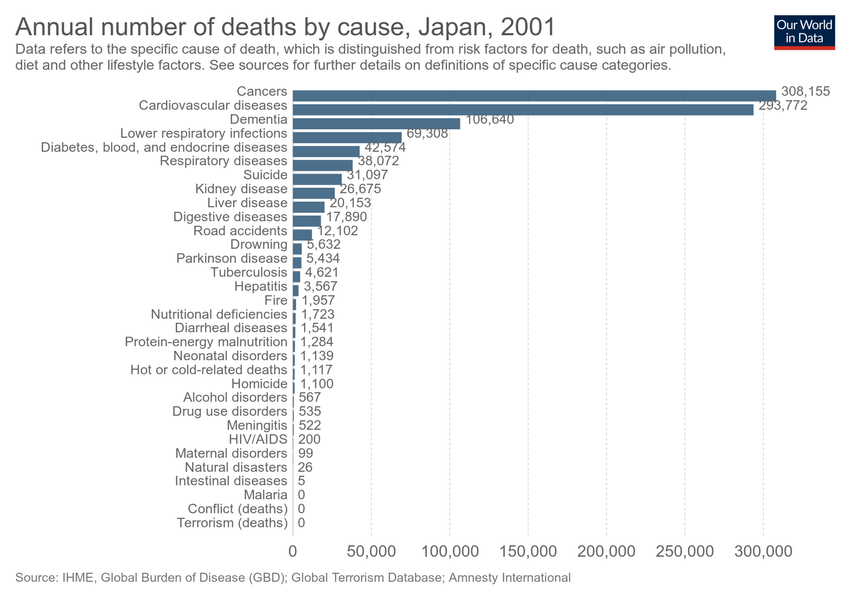 Annual number of deaths by cause, Japan, 2001
Our World
in Data
Data refers to the specific cause of death, which is distinguished from risk factors for death, such as air pollution,
diet and other lifestyle factors. See sources for further details on definitions of specific cause categories.
Cancers 308,155
Cardiovascular diseases 293,772
Dementia 106,640
Lower respiratory infections 69,308
Diabetes, blood, and endocrine diseases 42,574
Respiratory diseases 38,072
Suicide 31,097
Kidney disease 26,675
Liver disease 20,153
Digestive diseases 17,890
Road accidents 12,102
Drowning 5,632
Parkinson disease 5,434
Tuberculosis 4,621
Hepatitis 3,567
Fire 1,957
Nutritional deficiencies 1,723
Diarrheal diseases 1,541
Protein-energy malnutrition 1,284
Neonatal disorders 1,139
Hot or cold-related deaths 1,117
Homicide 1,100
Alcohol disorders 567
Drug use disorders 535
Meningitis 522
HIV/AIDS 200
Maternal disorders 99
Natural disasters 26
Intestinal diseases 5
Malaria 0
Conflict (deaths) 0
Terrorism (deaths) 0
0 50,000 100,000 150,000 200,000 250,000 300,000
Source: IHME, Global Burden of Disease (GBD); Global Terrorism Database; Amnesty International